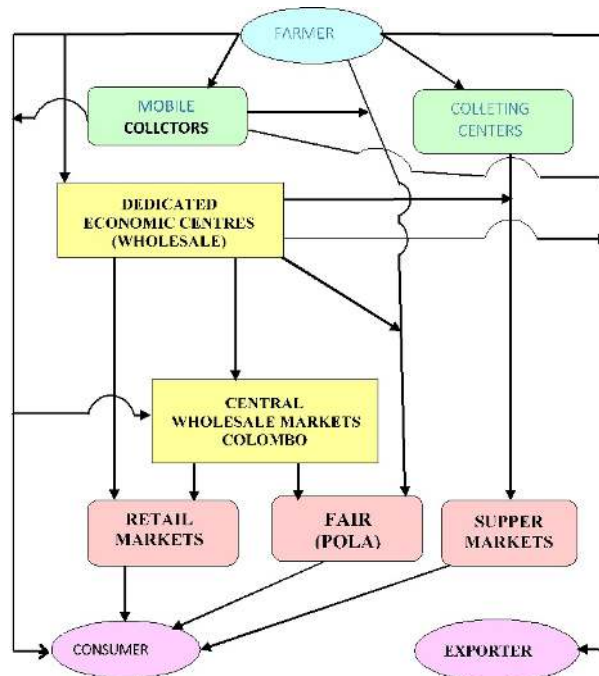 FARMER
MOBILE
COLLCTORS
COLLETING
CENTERS
DEDICATED
ECONOMIC CENTRES
(WHOLESALE)
CENTRAL
WHOLESALE MARKETS
COLOMBO
RETAIL
MARKETS
FAIR
(POLA)
SUPPER
MARKETS
CONSUMER
EXPORTER